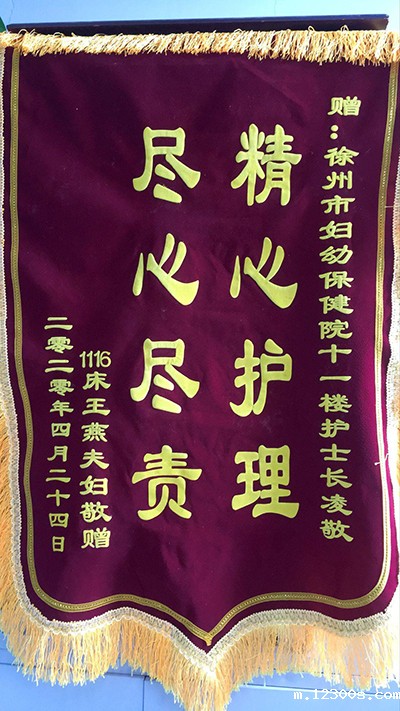 赠：徐州市妇幼保健院十一楼护士长凌敬
精心护理
尽心尽责
1116床王燕夫妇敬赠
二零二零年四月二十四日
m.12300s.com